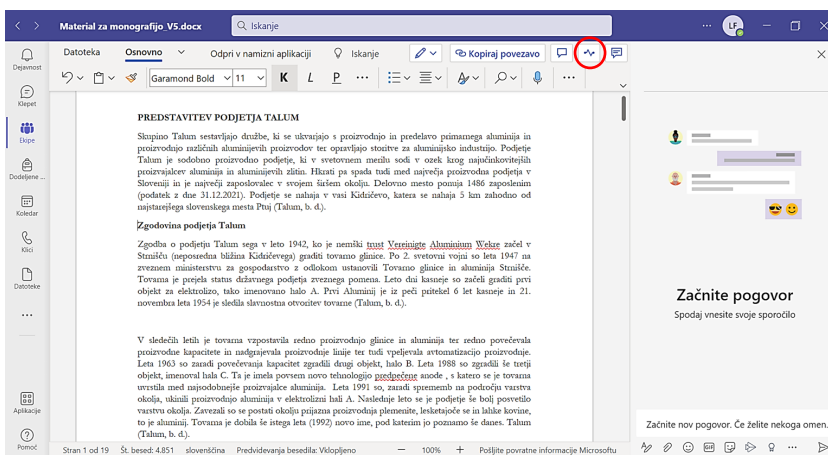 Material za monografijo_V5.docx
Iskanje
LF
Dejavnost
Klepet
Ekipe
Dodeljene ...
Koledar
Klici
Datoteke
Aplikacije
Pomoč
Datoteka Osnovno Odpri v namizni aplikaciji Iskanje Kopiraj povezavo
Garamond Bold 11 K L P
PREDSTAVITEV PODJETJA TALUM
Skupino Talum sestavljajo družbe, ki se ukvarjajo s proizvodnjo in predelavo primarnega aluminija in
proizvodnjo različnih aluminijevih proizvodov ter opravljajo storitve za aluminijsko industrijo. Podjetje
Talum je sodobno proizvodno podjetje, ki v svetovnem merilu sodi v ozek krog najučinkovitejših
proizvajalcev aluminija in aluminijevih zlitin. Hkrati pa spada tudi med največja proizvodna podjetja v
Sloveniji in je največji zaposlovalec v svojem širšem okolju. Delovno mesto ponuja 1486 zaposlenim
(podatek z dne 31.12.2021). Podjetje se nahaja v vasi Kidričevo, katera se nahaja 5 km zahodno od
najstarejšega slovenskega mesta Ptuj (Talum, b. d.).
Zgodovina podjetja Talum
Zgodba o podjetju Talum sega v leto 1942, ko je nemški trust Vereinigte Aluminium Wekre začel v
Strnišču (neposredna bližina Kidričevega) graditi tovarno glinice. Po 2. svetovni vojni so leta 1947 na
zveznem ministerstvu za gospodarstvo z odlokom ustanovili Tovarno glinice in aluminija Strnišče.
Tovarna je prejela status državnega podjetja zveznega pomena. Leto dni kasneje so začeli graditi prvi
objekt za elektrolizo, tako imenovano halo A. Prvi Aluminij je iz peči pritekel 6 let kasneje in 21.
novembra leta 1954 je sledila slavnostna otvoritev tovarne (Talum, b. d.).
V sledečih letih je tovarna vzpostavila redno proizvodnjo glinice in aluminija ter redno povečevala
proizvodne kapacitete in nadgrajevala proizvodnje linije ter tudi vpeljevala avtomatizacijo proizvodnje.
Leta 1963 so zaradi povečevanja kapacitet zgradili drugi objekt, halo B. Leta 1988 so zgradili še tretji
objekt, imenoval hala C. Ta je imela povsem novo tehnologijo predpečene anode , s katero se je tovarna
uvrstila med najsodobnejše proizvajalce aluminija. Leta 1991 so, zaradi sprememb na področju varstva
okolja, ukinili proizvodnjo aluminija v elektrolizni hali A. Naslednje leto se je podjetje še bolj posvetilo
varstvu okolja. Zavezali so se postati okolju prijazna proizvodnja plemenite, lesketajoče se in lahke kovine,
to je aluminij. Tovarna je dobila še istega leta (1992) novo ime, pod katerim jo poznamo še danes. Talum
(Talum, b. d.).
Stran 1 od 19 Št. besed: 4.851 slovenščina Predvidevanja besedila: Vklopljeno 100% Pošljite povratne informacije Microsoftu
Začnite pogovor
Spodaj vnesite svoje sporočilo
Začnite nov pogovor. Če želite nekoga omen.
GIF